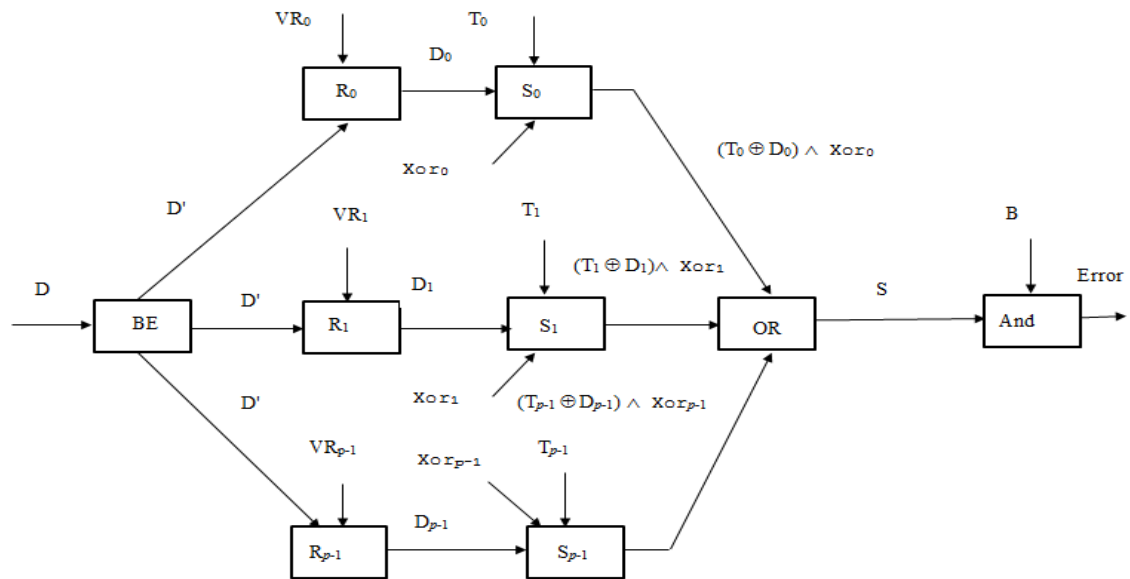 VR₀ T₀
D₀
R₀ S₀
Xor₀ (T₀ ⊕ D₀) ∧ Xor₀
D' VR₁ T₁ B
(T₁ ⊕ D₁)∧ Xor₁
D D' D₁ S Error
BE R₁ S₁ OR And
D' Xor₁ (Tp-1 ⊕ Dp-1) ∧ Xorp-1
VRp-1 Xorp-1 Tp-1
Dp-1
Rp-1 Sp-1